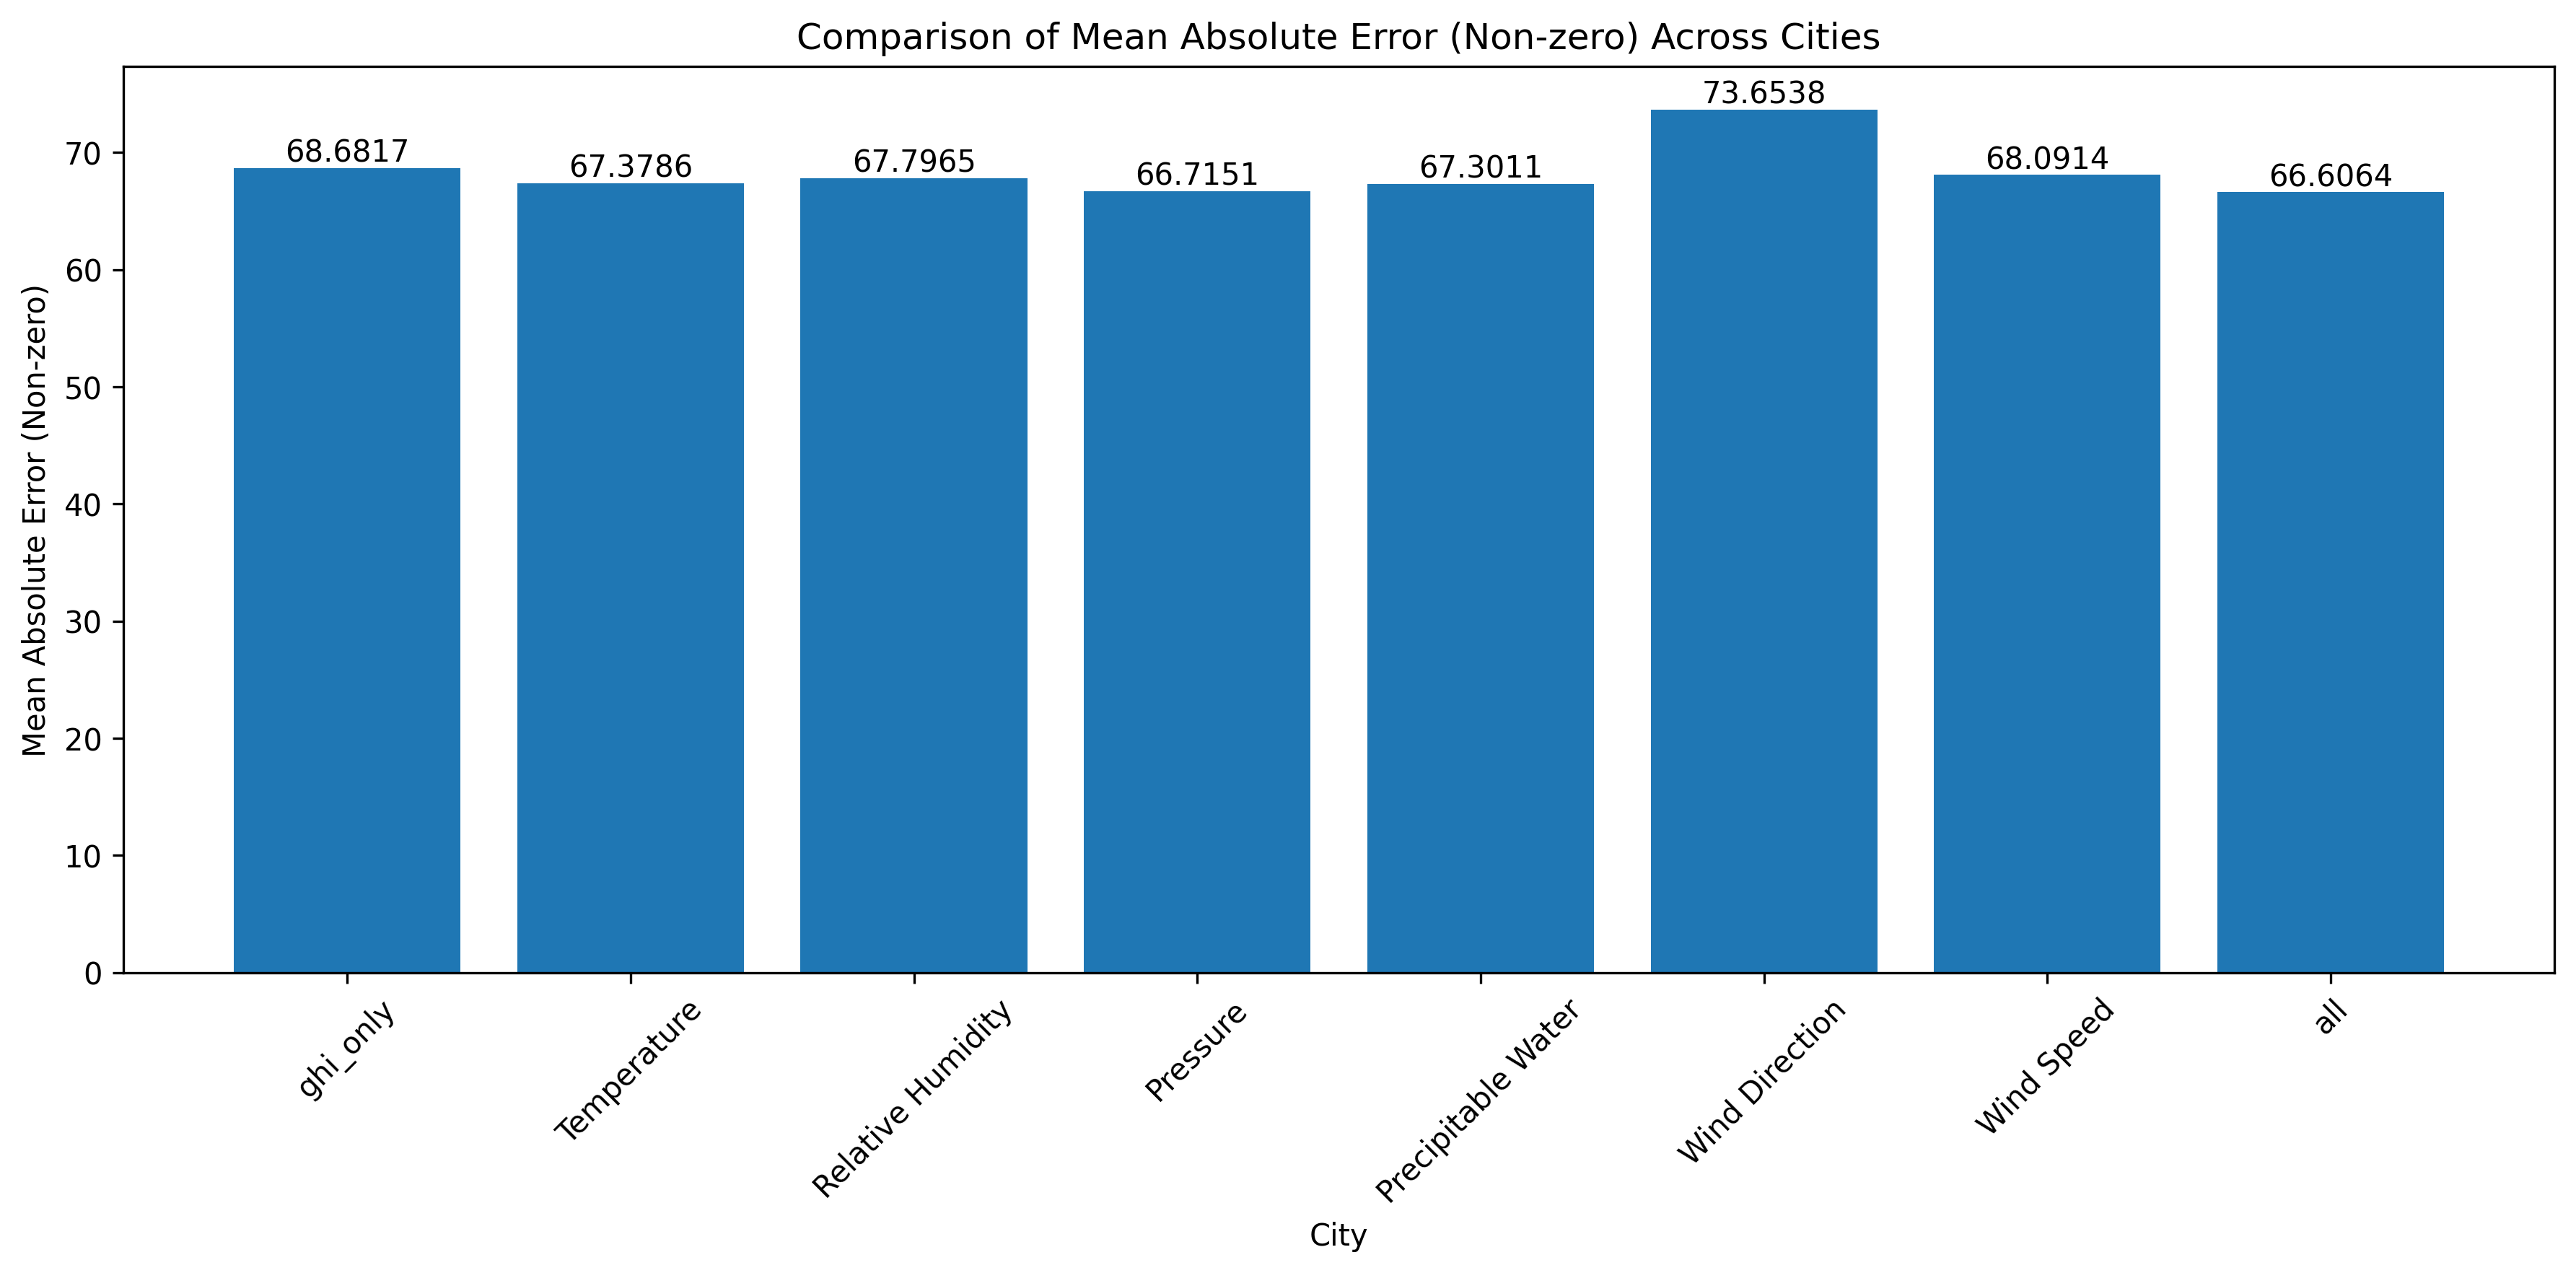 Comparison of Mean Absolute Error (Non-zero) Across Cities
Mean Absolute Error (Non-zero)
70
60
50
40
30
20
10
0
68.6817
67.3786
67.7965
66.7151
67.3011
73.6538
68.0914
66.6064
ghi_only
Temperature
Relative Humidity
Pressure
Precipitable Water
Wind Direction
Wind Speed
all
City